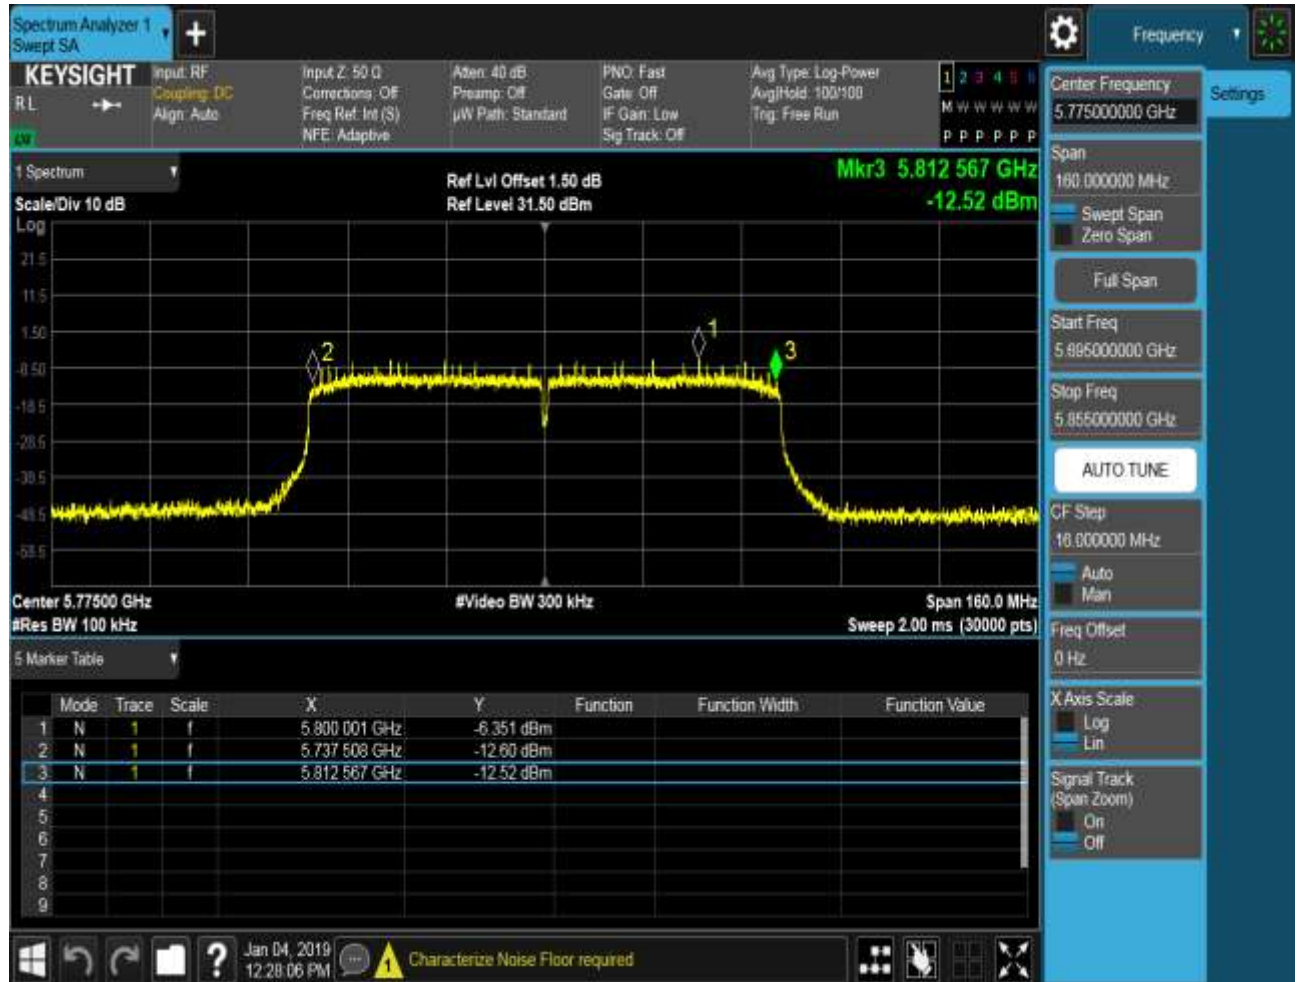 Spectrum Analyzer 1
Swept SA
+
Frequency
KEYSIGHT
RL
Input: RF
Coupling: DC
Align: Auto
Input Z: 50 Ω
Corrections: Off
Freq Ref: Int (S)
NFE: Adaptive
Atten: 40 dB
Preamp: Off
µW Path: Standard
PNO: Fast
Gate: Off
IF Gain: Low
Sig Track: Off
Avg Type: Log-Power
Avg|Hold: 100/100
Trig: Free Run
1 2 3 4 5 6
M W W W W W
P P P P P P
1 Spectrum
Scale/Div 10 dB
Ref Lvl Offset 1.50 dB
Ref Level 31.50 dBm
Mkr3 5.812 567 GHz
-12.52 dBm
Log
21.5
11.5
1.50
-8.50
-18.5
-28.5
-38.5
-48.5
-58.5
2
1
3
Center 5.77500 GHz
#Res BW 100 kHz
#Video BW 300 kHz
Span 160.0 MHz
Sweep 2.00 ms (30000 pts)
5 Marker Table
Mode Trace Scale X Y Function Function Width Function Value
1 N 1 f 5.800 001 GHz -6.351 dBm
2 N 1 f 5.737 508 GHz -12.60 dBm
3 N 1 f 5.812 567 GHz -12.52 dBm
4
5
6
7
8
9
Jan 04, 2019
12:28:06 PM
1
Characterize Noise Floor required
Settings
Center Frequency
5.775000000 GHz
Span
160.000000 MHz
Swept Span
Zero Span
Full Span
Start Freq
5.695000000 GHz
Stop Freq
5.855000000 GHz
AUTO TUNE
CF Step
16.000000 MHz
Auto
Man
Freq Offset
0 Hz
X Axis Scale
Log
Lin
Signal Track
(Span Zoom)
On
Off